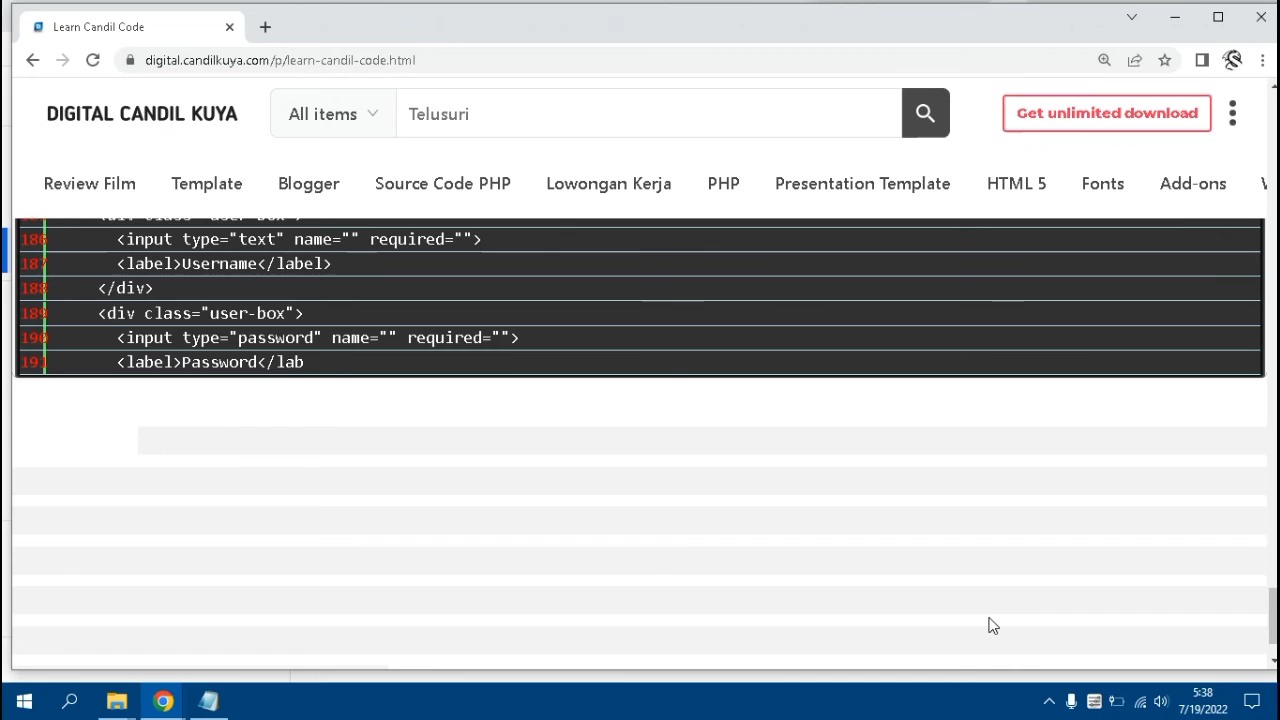 Learn Candil Code
digital.candilkuya.com/p/learn-candil-code.html
DIGITAL CANDIL KUYA
All items
Telusuri
Get unlimited download
Review Film
Template
Blogger
Source Code PHP
Lowongan Kerja
PHP
Presentation Template
HTML 5
Fonts
Add-ons
186 <input type="text" name="" required="">
187 <label>Username</label>
188 </div>
189 <div class="user-box">
190 <input type="password" name="" required="">
191 <label>Password</lab
5:38
7/19/2022